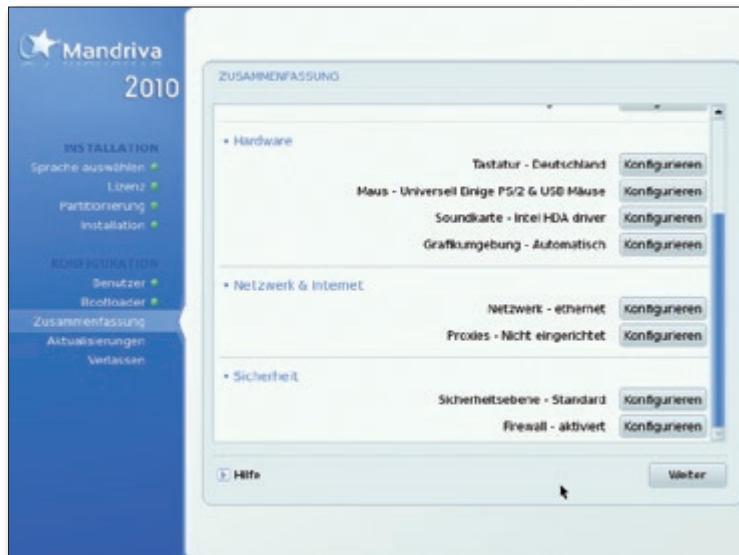 Mandriva
2010
INSTALLATION
Sprache auswählen
Lizenz
Partitionierung
Installation
KONFIGURATION
Benutzer
Bootloader
Zusammenfassung
Aktualisierungen
Verlassen
ZUSAMMENFASSUNG
• Hardware
Tastatur - Deutschland Konfigurieren
Maus - Universell Einige PS/2 & USB Mäuse Konfigurieren
Soundkarte - Intel HDA driver Konfigurieren
Grafikumgebung - Automatisch Konfigurieren
• Netzwerk & Internet
Netzwerk - ethernet Konfigurieren
Proxies - Nicht eingerichtet Konfigurieren
• Sicherheit
Sicherheitsebene - Standard Konfigurieren
Firewall - aktiviert Konfigurieren
Hilfe
Weiter